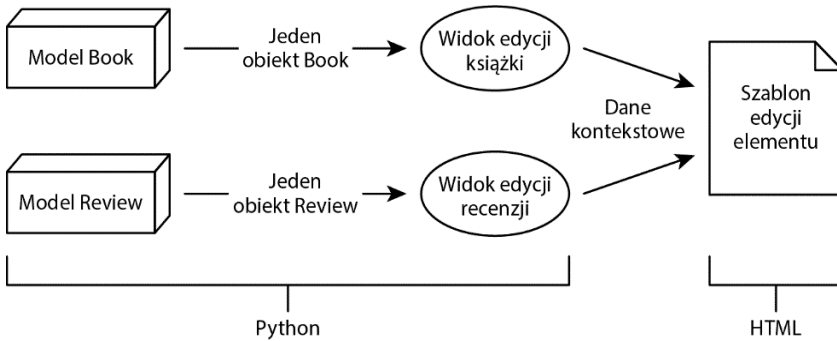 Model Book
Jeden
obiekt Book
Widok edycji
książki
Dane
kontekstowe
Szablon
edycji
elementu
Model Review
Jeden
obiekt Review
Widok edycji
recenzji
Python
HTML